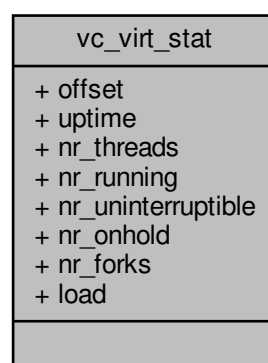 vc_virt_stat
+ offset
+ uptime
+ nr_threads
+ nr_running
+ nr_uninterruptible
+ nr_onhold
+ nr_forks
+ load